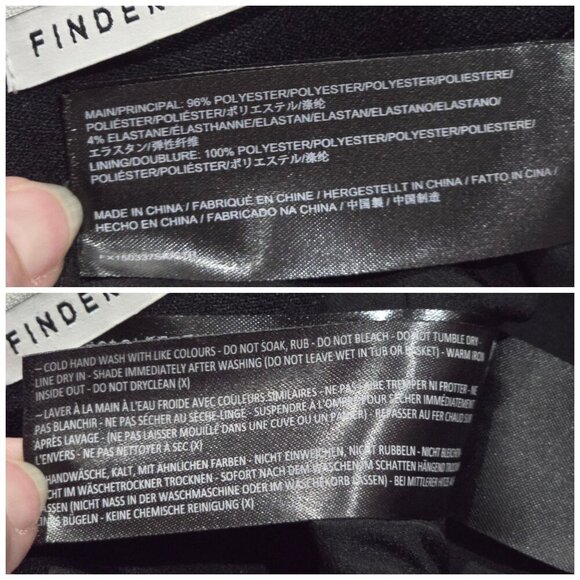 FINDER
MAIN/PRINCIPAL: 96% POLYESTER/POLYESTER/POLYESTER/POLIESTERE/
POLIÉSTER/POLIÉSTER/ポリエステル/涤纶
4% ELASTANE/ÉLASTHANNE/ELASTAN/ELASTAN/ELASTANO/ELASTANO/
エラスタン/弹性纤维
LINING/DOUBLURE: 100% POLYESTER/POLYESTER/POLYESTER/POLIESTERE/
POLIÉSTER/POLIÉSTER/ポリエステル/涤纶
MADE IN CHINA / FABRIQUÉ EN CHINE / HERGESTELLT IN CHINA / FATTO IN CINA /
HECHO EN CHINA / FABRICADO NA CHINA / 中国製 / 中国制造
FINDER
– COLD HAND WASH WITH LIKE COLOURS - DO NOT SOAK, RUB - DO NOT BLEACH - DO NOT TUMBLE DRY -
LINE DRY IN - SHADE IMMEDIATELY AFTER WASHING (DO NOT LEAVE WET IN TUB OR BASKET) - WARM IRON
INSIDE OUT - DO NOT DRYCLEAN (X)
– LAVER À LA MAIN À L'EAU FROIDE AVEC COULEURS SIMILAIRES - NE PAS FAIRE TREMPER NI FROTTER - NE
PAS BLANCHIR - NE PAS SÉCHER AU SÈCHE-LINGE - SUSPENDRE À L'OMBRE POUR SÉCHER IMMÉDIATEMENT
APRÈS LAVAGE - (NE PAS LAISSER MOUILLÉ DANS UNE CUVE OU UN PANIER) - REPASSER AU FER CHAUD SUR
L'ENVERS - NE PAS NETTOYER À SEC (X)
HANDWÄSCHE, KALT, MIT ÄHNLICHEN FARBEN - NICHT EINWEICHEN, NICHT RUBBELN - NICHT BLEICHEN
NICHT IM WÄSCHETROCKNER TROCKNEN - SOFORT NACH DEM WASCHEN IM SCHATTEN HÄNGEND TROCKNEN
LASSEN (NICHT NASS IN DER WASCHMASCHINE ODER IM WÄSCHEKORB LASSEN) - BEI MITTLERER HITZE
LINKS BÜGELN - KEINE CHEMISCHE REINIGUNG (X)